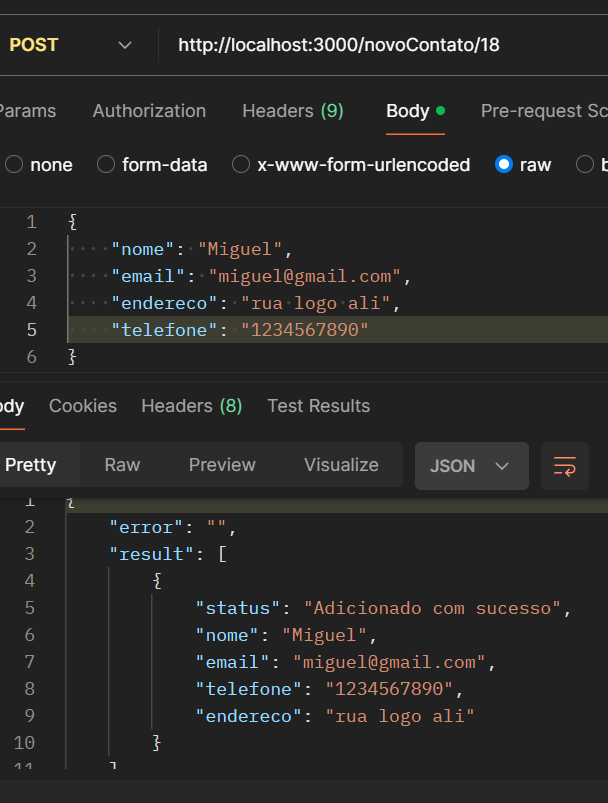 POST http://localhost:3000/novoContato/18
Params Authorization Headers (9) Body Pre-request Sc
none form-data x-www-form-urlencoded raw b
1 {
2 "nome": "Miguel",
3 "email": "miguel@gmail.com",
4 "endereco": "rua logo ali",
5 "telefone": "1234567890"
6 }
ody Cookies Headers (8) Test Results
Pretty Raw Preview Visualize JSON
1 {
2 "error": "",
3 "result": [
4 {
5 "status": "Adicionado com sucesso",
6 "nome": "Miguel",
7 "email": "miguel@gmail.com",
8 "telefone": "1234567890",
9 "endereco": "rua logo ali"
10 }
11 ]